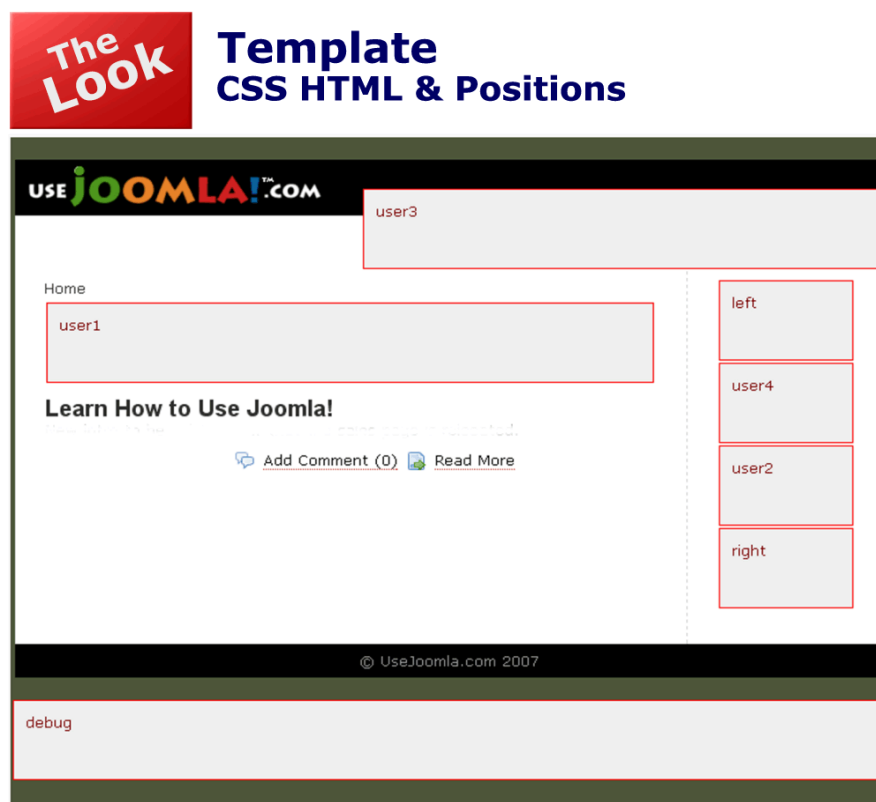 The
Look
Template
CSS HTML & Positions
USE JOOMLA!™.COM
user3
Home
user1
left
Learn How to Use Joomla!
user4
Add Comment (0) Read More
user2
right
© UseJoomla.com 2007
debug